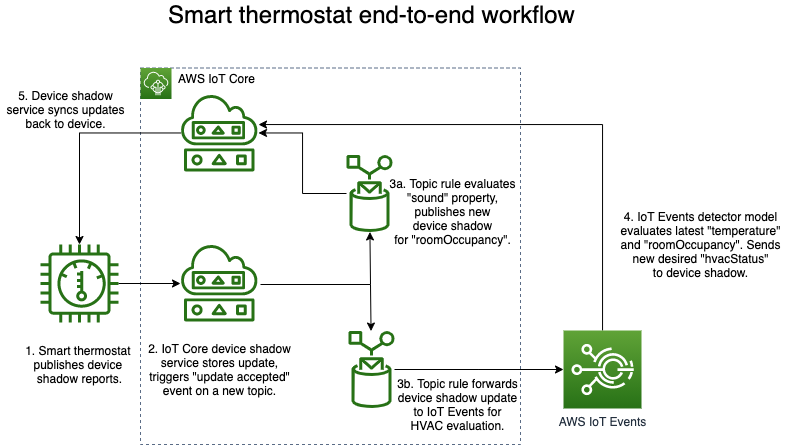 Smart thermostat end-to-end workflow
AWS IoT Core
5. Device shadow
service syncs updates
back to device.
3a. Topic rule evaluates
"sound" property,
publishes new
device shadow
for "roomOccupancy".
4. IoT Events detector model
evaluates latest "temperature"
and "roomOccupancy". Sends
new desired "hvacStatus"
to device shadow.
1. Smart thermostat
publishes device
shadow reports.
2. IoT Core device shadow
service stores update,
triggers "update accepted"
event on a new topic.
3b. Topic rule forwards
device shadow update
to IoT Events for
HVAC evaluation.
AWS IoT Events